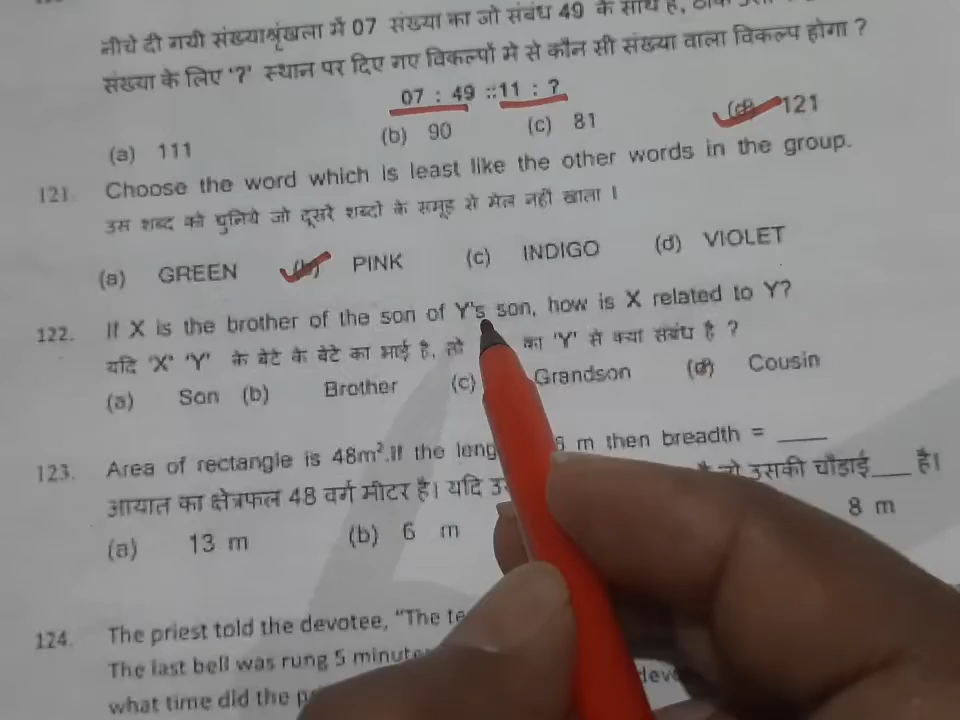 नीचे दी गयी संख्याश्रृंखला में 07 संख्या का जो संबंध 49 के साथ है,
संख्या के लिए '?' स्थान पर दिए गए विकल्पों मे से कौन सी संख्या वाला विकल्प होगा ?
07 : 49 :: 11 : ?
(a) 111 (b) 90 (c) 81 (d) 121
121. Choose the word which is least like the other words in the group.
उस शब्द को चुनिये जो दूसरे शब्दों के समूह से मेल नहीं खाता ।
(a) GREEN (b) PINK (c) INDIGO (d) VIOLET
122. If X is the brother of the son of Y's son, how is X related to Y?
यदि 'X' 'Y' के बेटे के बेटे का भाई है, तो का 'Y' से क्या संबंध है ?
(a) Son (b) Brother (c) Grandson (d) Cousin
123. Area of rectangle is 48m². If the m then breadth = ____
आयात का क्षेत्रफल 48 वर्ग मीटर है। यदि उसकी चौड़ाई ____ है।
(a) 13 m (b) 6 m 8 m
124. The priest told the devotee, "The
The last bell was rung 5
what time did the